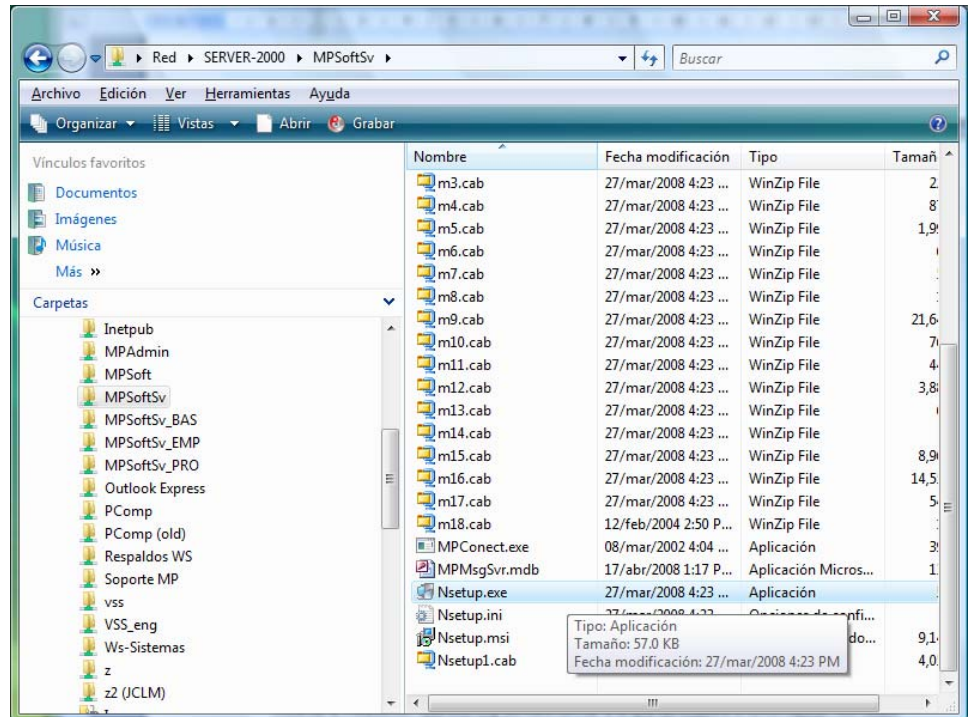 Red ▸ SERVER-2000 ▸ MPSoftSv ▸
Buscar
Archivo Edición Ver Herramientas Ayuda
Organizar Vistas Abrir Grabar
Vínculos favoritos
Documentos
Imágenes
Música
Más »
Carpetas
Inetpub
MPAdmin
MPSoft
MPSoftSv
MPSoftSv_BAS
MPSoftSv_EMP
MPSoftSv_PRO
Outlook Express
PComp
PComp (old)
Respaldos WS
Soporte MP
vss
VSS_eng
Ws-Sistemas
z
z2 (JCLM)
Nombre Fecha modificación Tipo Tamañ
m3.cab 27/mar/2008 4:23 ... WinZip File
m4.cab 27/mar/2008 4:23 ... WinZip File
m5.cab 27/mar/2008 4:23 ... WinZip File
m6.cab 27/mar/2008 4:23 ... WinZip File
m7.cab 27/mar/2008 4:23 ... WinZip File
m8.cab 27/mar/2008 4:23 ... WinZip File
m9.cab 27/mar/2008 4:23 ... WinZip File
m10.cab 27/mar/2008 4:23 ... WinZip File
m11.cab 27/mar/2008 4:23 ... WinZip File
m12.cab 27/mar/2008 4:23 ... WinZip File
m13.cab 27/mar/2008 4:23 ... WinZip File
m14.cab 27/mar/2008 4:23 ... WinZip File
m15.cab 27/mar/2008 4:23 ... WinZip File
m16.cab 27/mar/2008 4:23 ... WinZip File
m17.cab 27/mar/2008 4:23 ... WinZip File
m18.cab 12/feb/2004 2:50 P... WinZip File
MPConect.exe 08/mar/2002 4:04 ... Aplicación
MPMsgSvr.mdb 17/abr/2008 1:17 P... Aplicación Micros...
Nsetup.exe 27/mar/2008 4:23 ... Aplicación
Nsetup.ini
Nsetup.msi
Nsetup1.cab
Tipo: Aplicación
Tamaño: 57.0 KB
Fecha modificación: 27/mar/2008 4:23 PM